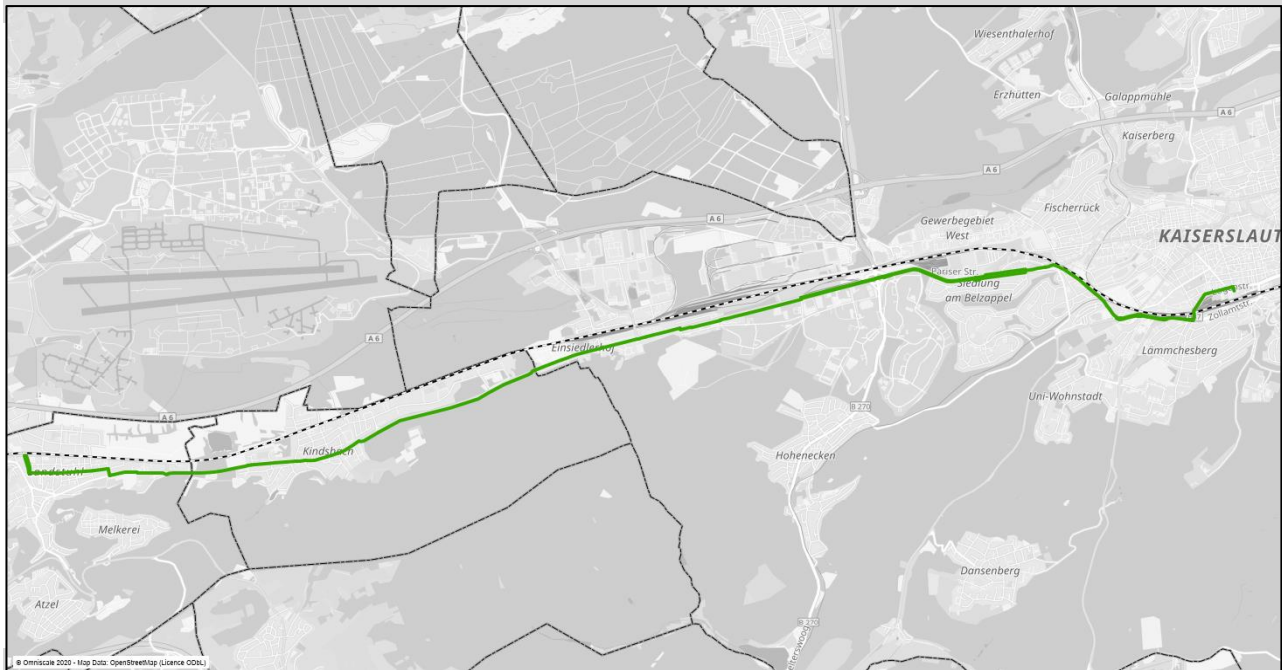 Wiesenthalerhof
Erzhütten
Galappmühle
A 6
Kaiserberg
A 6
Fischerrück
A 6
Gewerbegebiet
West
KAISERSLAUT
Pariser Str.
Siedlung
am Belzappel
Zollamtstr.
A 6
Einsiedlerhof
Lämmchesberg
Uni-Wohnstadt
B 270
A 6
Kindsbach
Landstuhl
Hohenecken
Melkerei
Dansenberg
Atzel
B 270
© Omniscale 2020 - Map Data: OpenStreetMap (Licence ODbL)